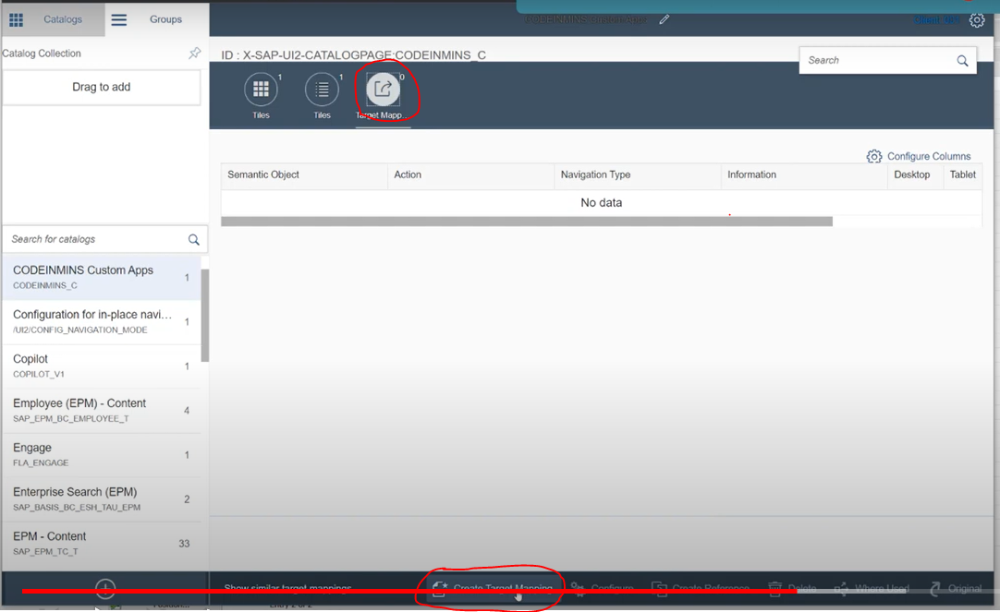 Catalogs
Groups
CODEINMINS Custom Apps
Catalog Collection
ID : X-SAP-UI2-CATALOGPAGE:CODEINMINS_C
Search
Drag to add
1
1
0
Tiles
Tiles
Target Mapp...
Configure Columns
Semantic Object
Action
Navigation Type
Information
Desktop
Tablet
No data
Search for catalogs
CODEINMINS Custom Apps
CODEINMINS_C
1
Configuration for in-place navi...
/UI2/CONFIG_NAVIGATION_MODE
1
Copilot
COPILOT_V1
1
Employee (EPM) - Content
SAP_EPM_BC_EMPLOYEE_T
4
Engage
FLA_ENGAGE
1
Enterprise Search (EPM)
SAP_BASIS_BC_ESH_TAU_EPM
2
EPM - Content
SAP_EPM_TC_T
33
Show similar target mappings
Create Target Mapping
Configure
Create Reference
Delete
Where Used
Original